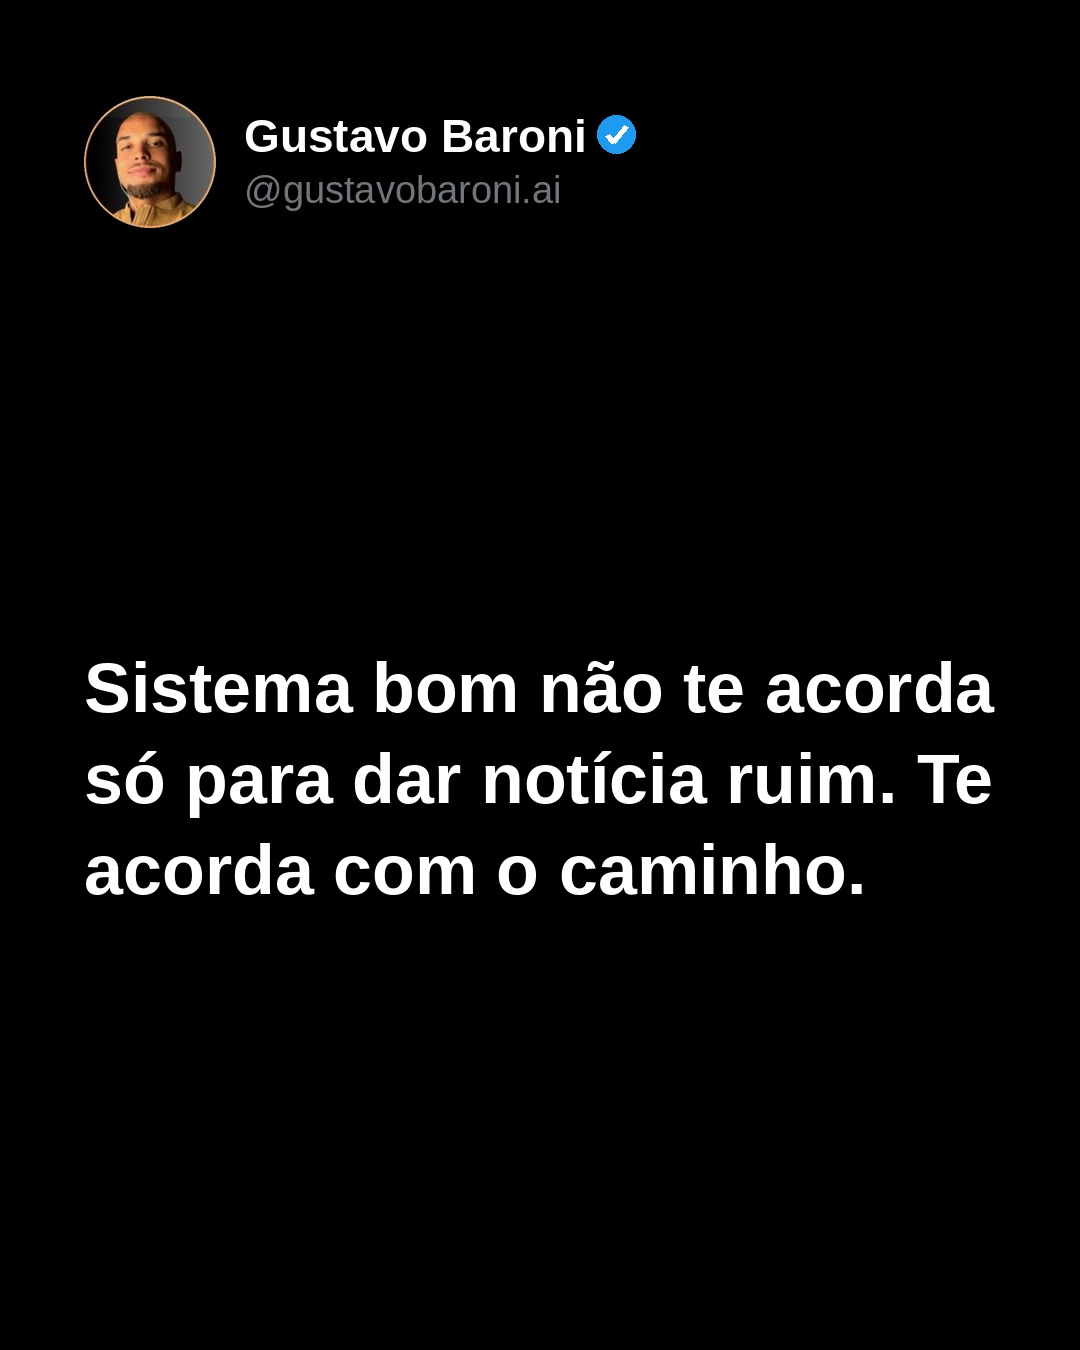 Gustavo Baroni
@gustavobaroni.ai
Sistema bom não te acorda
só para dar notícia ruim. Te
acorda com o caminho.